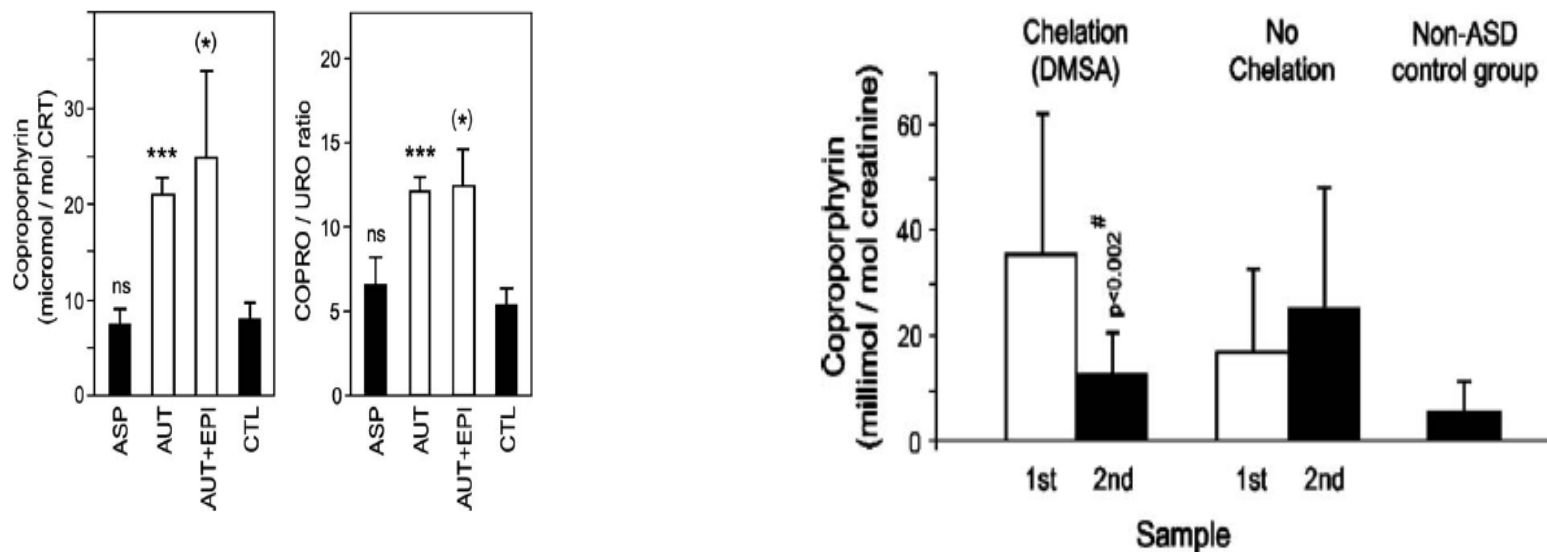 Coproporphyrin
(micromol / mol CRT)
30
20
10
0
ns
***
(*)
ASP
AUT
AUT+EPI
CTL
COPRO / URO ratio
20
15
10
5
0
ns
***
(*)
ASP
AUT
AUT+EPI
CTL
Chelation
(DMSA)
No
Chelation
Non-ASD
control group
Coproporphyrin
(millimol / mol creatinine)
60
40
20
0
#
p<0.002
1st
2nd
1st
2nd
Sample